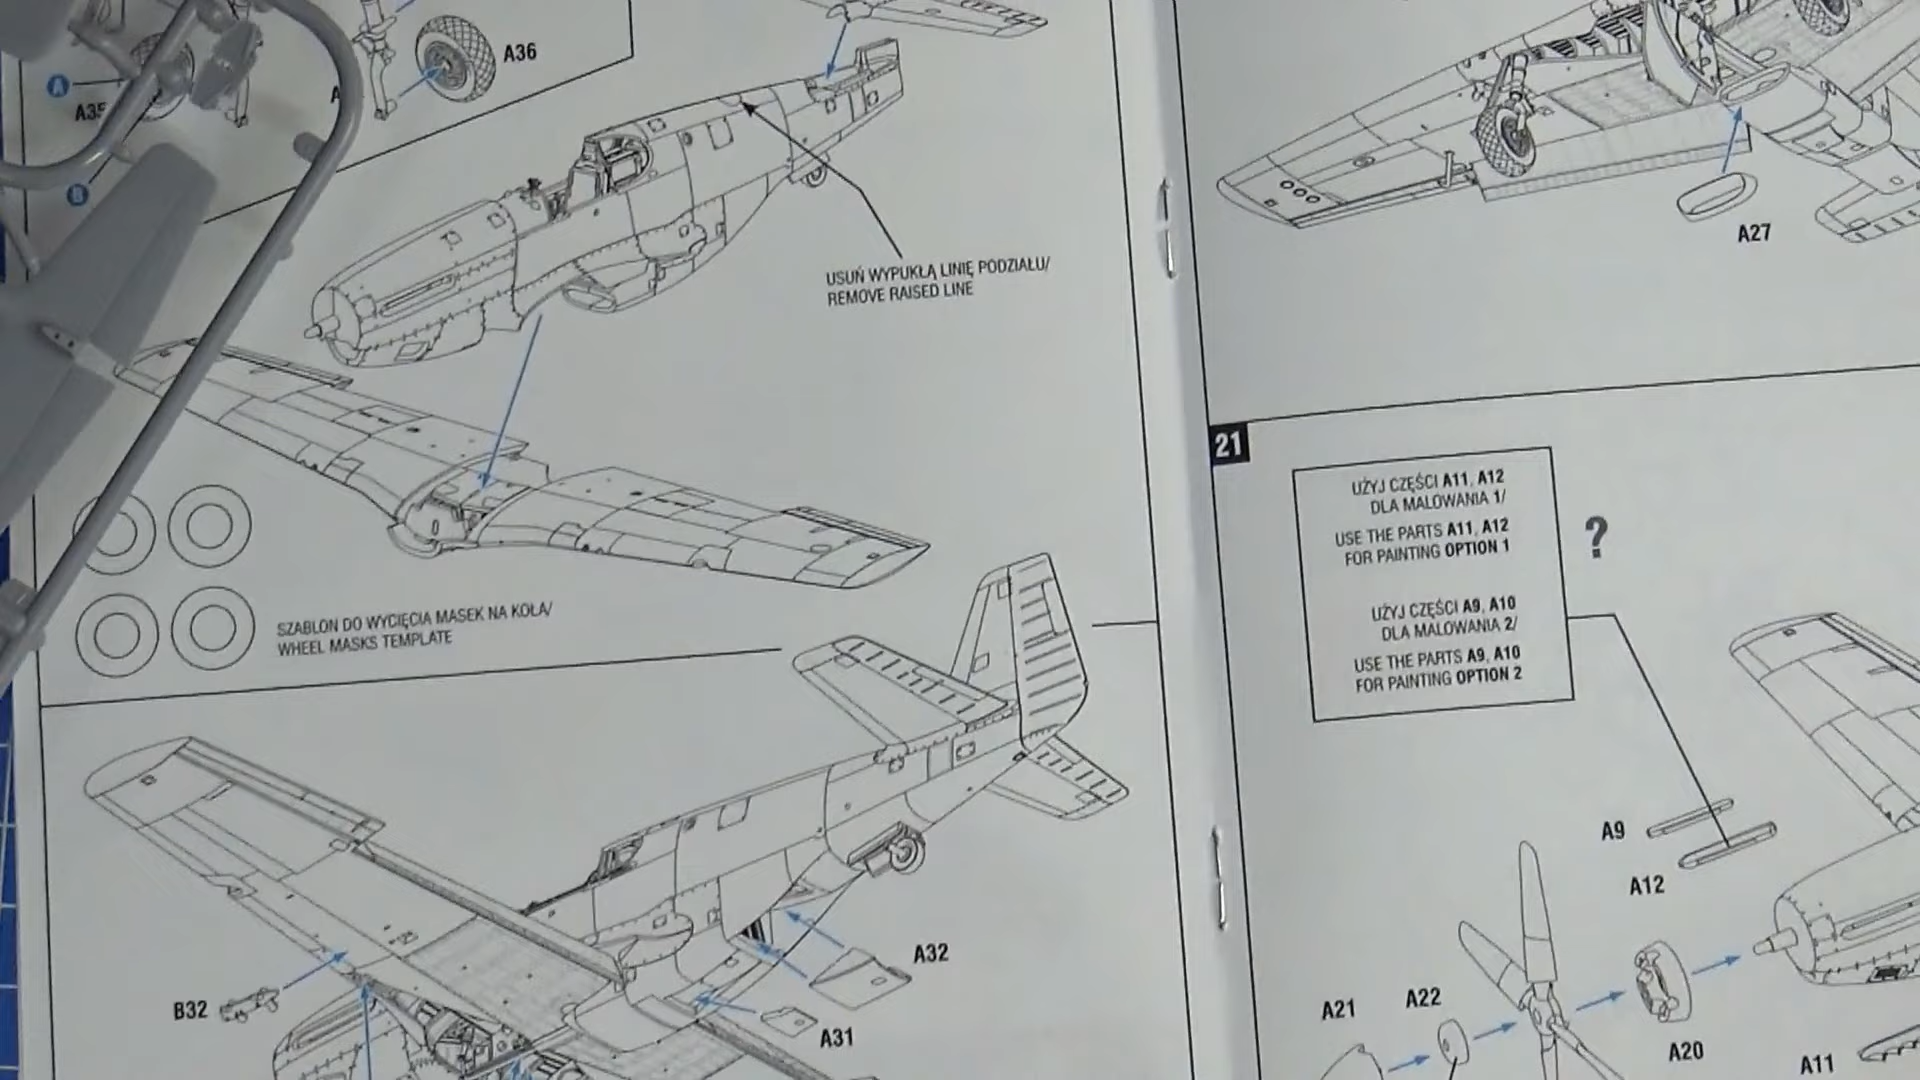 A36
A
A35
B
USUŃ WYPUKŁĄ LINIĘ PODZIAŁU/
REMOVE RAISED LINE
SZABLON DO WYCIĘCIA MASEK NA KOŁA/
WHEEL MASKS TEMPLATE
B32
A32
A31
A27
21
UŻYJ CZĘŚCI A11, A12
DLA MALOWANIA 1/
USE THE PARTS A11, A12
FOR PAINTING OPTION 1
?
UŻYJ CZĘŚCI A9, A10
DLA MALOWANIA 2/
USE THE PARTS A9, A10
FOR PAINTING OPTION 2
A9
A12
A21
A22
A20
A11